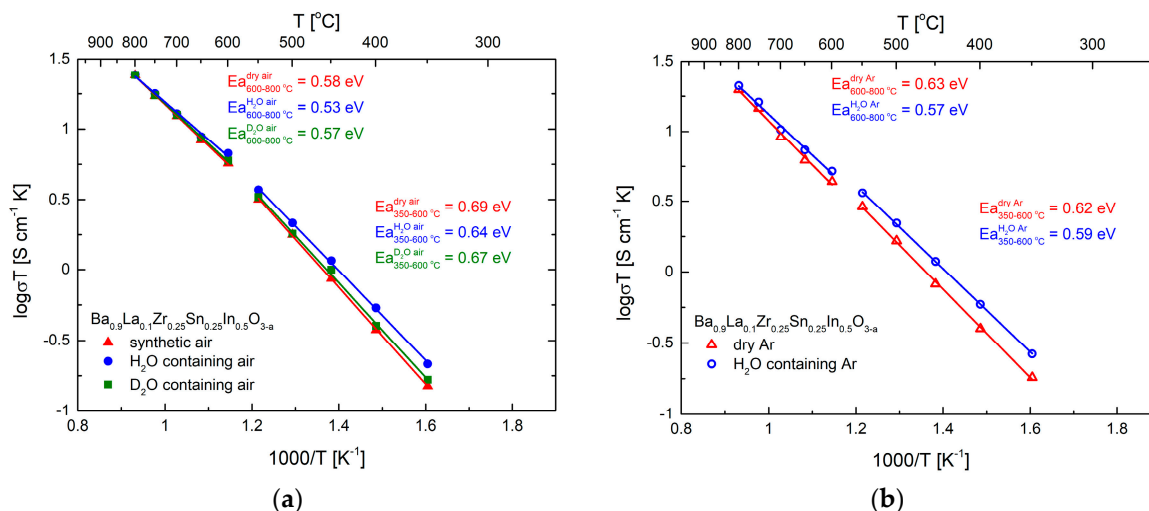 T [°C]
900 800 700 600 500 400 300
Ea dry air 600-800 °C = 0.58 eV
Ea H2O air 600-800 °C = 0.53 eV
Ea D2O air 600-600 °C = 0.57 eV
Ea dry air 350-600 °C = 0.69 eV
Ea H2O air 350-600 °C = 0.64 eV
Ea D2O air 350-600 °C = 0.67 eV
logσT [S cm-1 K]
1.5
1
0.5
0
-0.5
-1
Ba0.9La0.1Zr0.25Sn0.25In0.5O3-a
synthetic air
H2O containing air
D2O containing air
0.8 1 1.2 1.4 1.6 1.8
1000/T [K-1]
(a)
T [°C]
900 800 700 600 500 400 300
Ea dry Ar 600-800 °C = 0.63 eV
Ea H2O Ar 600-800 °C = 0.57 eV
Ea dry Ar 350-600 °C = 0.62 eV
Ea H2O Ar 350-600 °C = 0.59 eV
logσT [S cm-1 K]
1.5
1
0.5
0
-0.5
-1
Ba0.9La0.1Zr0.25Sn0.25In0.5O3-a
dry Ar
H2O containing Ar
0.8 1 1.2 1.4 1.6 1.8
1000/T [K-1]
(b)